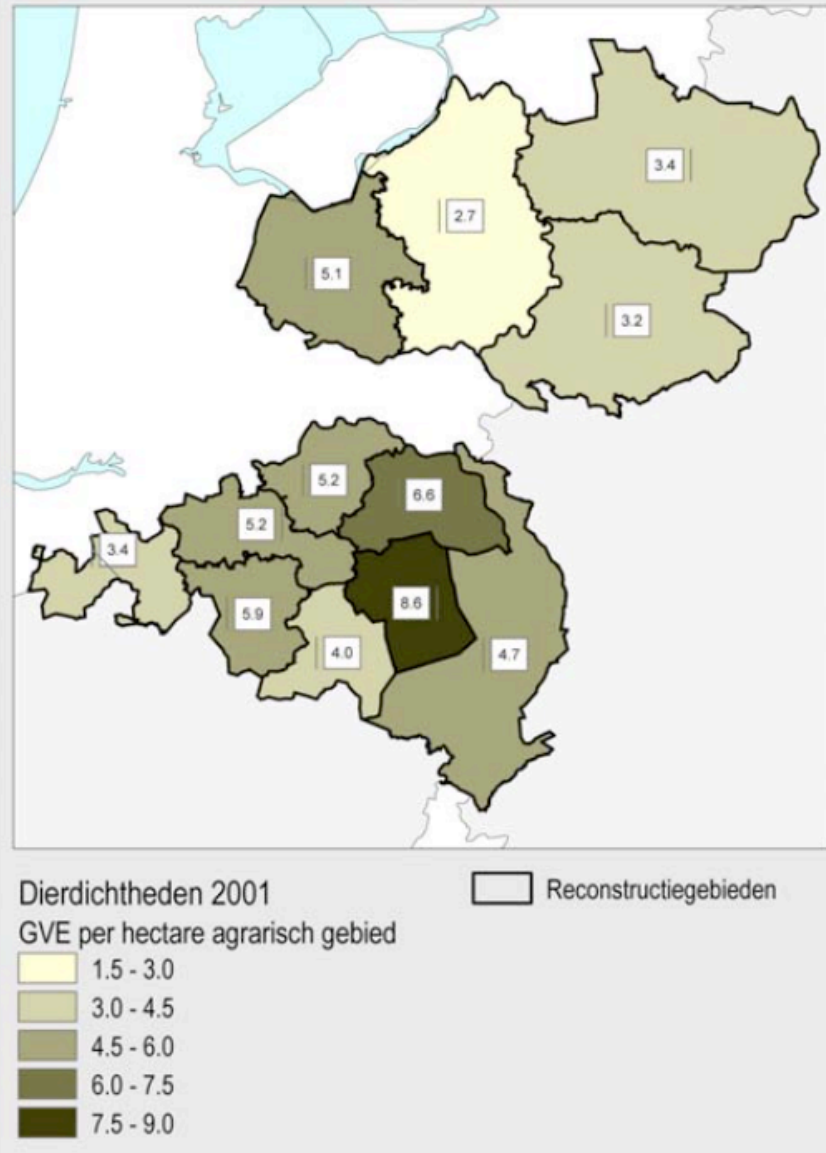 3.4
2.7
5.1
3.2
5.2
6.6
5.2
3.4
8.6
5.9
4.0
4.7
Dierdichtheden 2001
Reconstructiegebieden
GVE per hectare agrarisch gebied
1.5 - 3.0
3.0 - 4.5
4.5 - 6.0
6.0 - 7.5
7.5 - 9.0